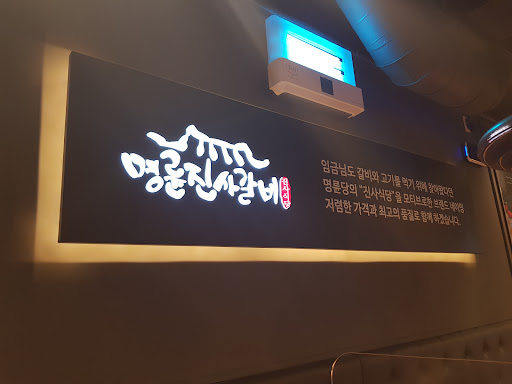 명륜진사갈비
임금님도 갈비와 고기를 먹기 위해 찾아왔다던
명륜당의 "진사식당"을 모티브로한 브랜드 네이밍
저렴한 가격과 최고의 품질로 함께 하겠습니다.